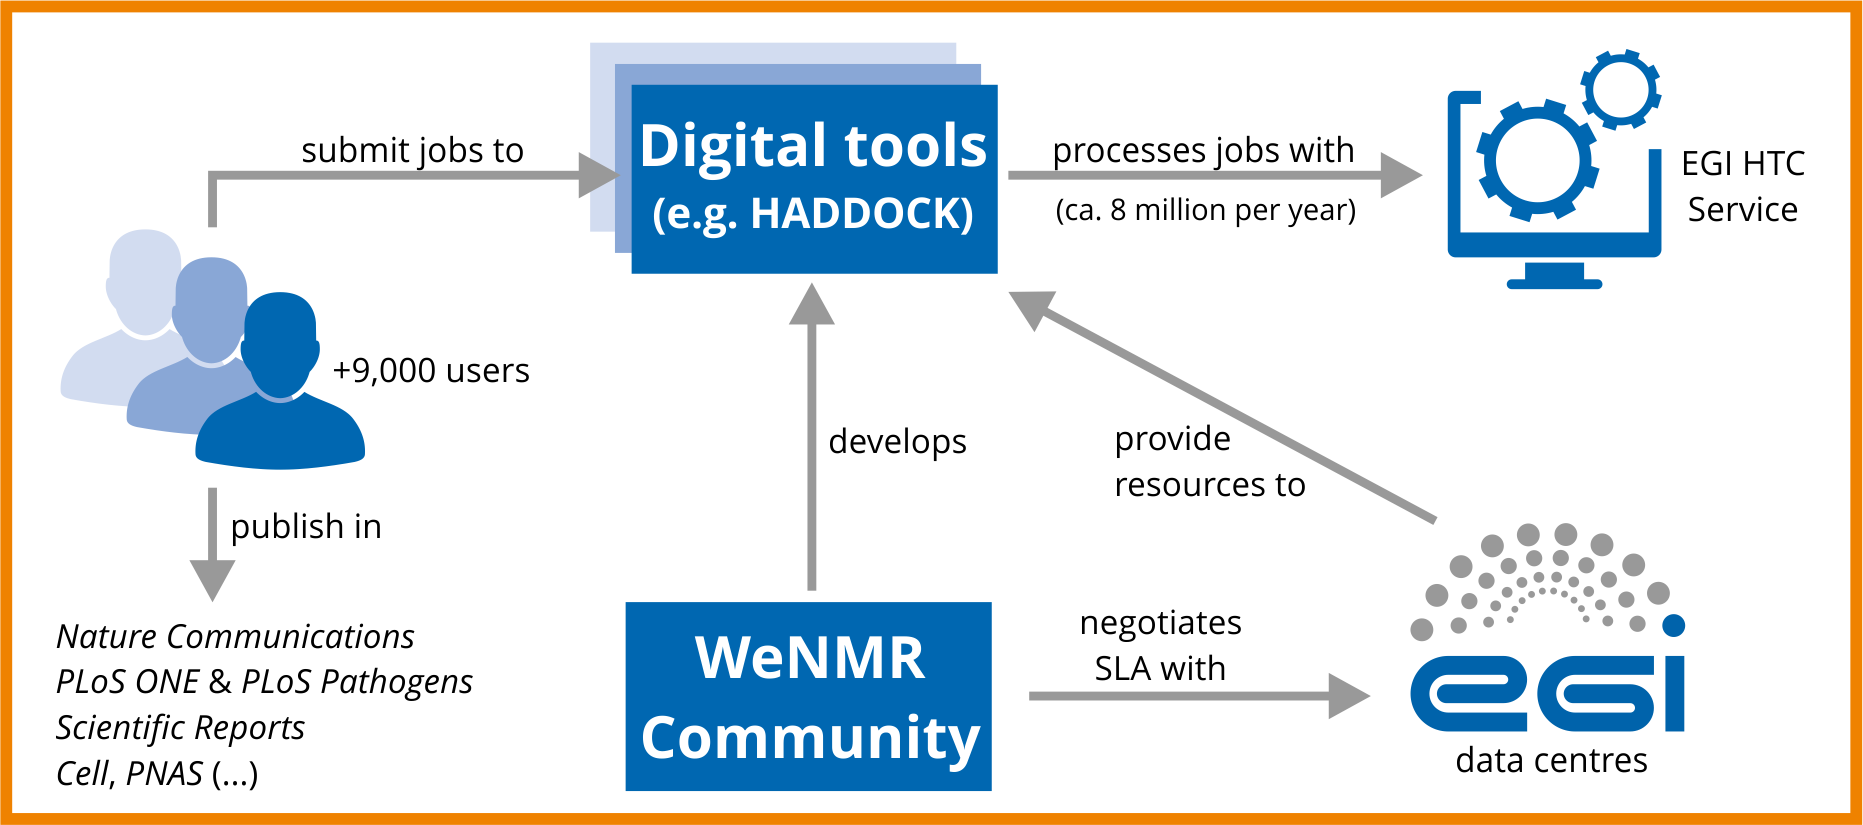 submit jobs to
Digital tools
(e.g. HADDOCK)
processes jobs with
(ca. 8 million per year)
EGI HTC
Service
+9,000 users
develops
provide
resources to
publish in
Nature Communications
PLoS ONE & PLoS Pathogens
Scientific Reports
Cell, PNAS (...)
WeNMR
Community
negotiates
SLA with
eGI
data centres